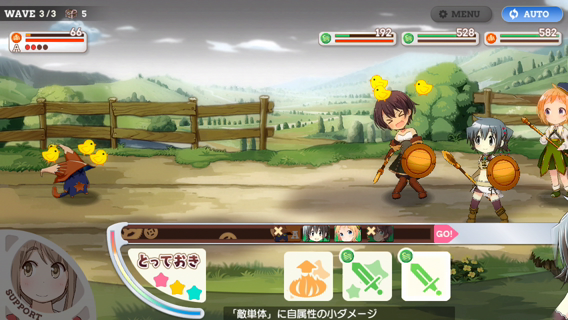 WAVE 3/3 5
MENU
AUTO
66
192
528
582
A
GO!
とっておき
SUPPORT
「敵単体」に自属性の小ダメージ